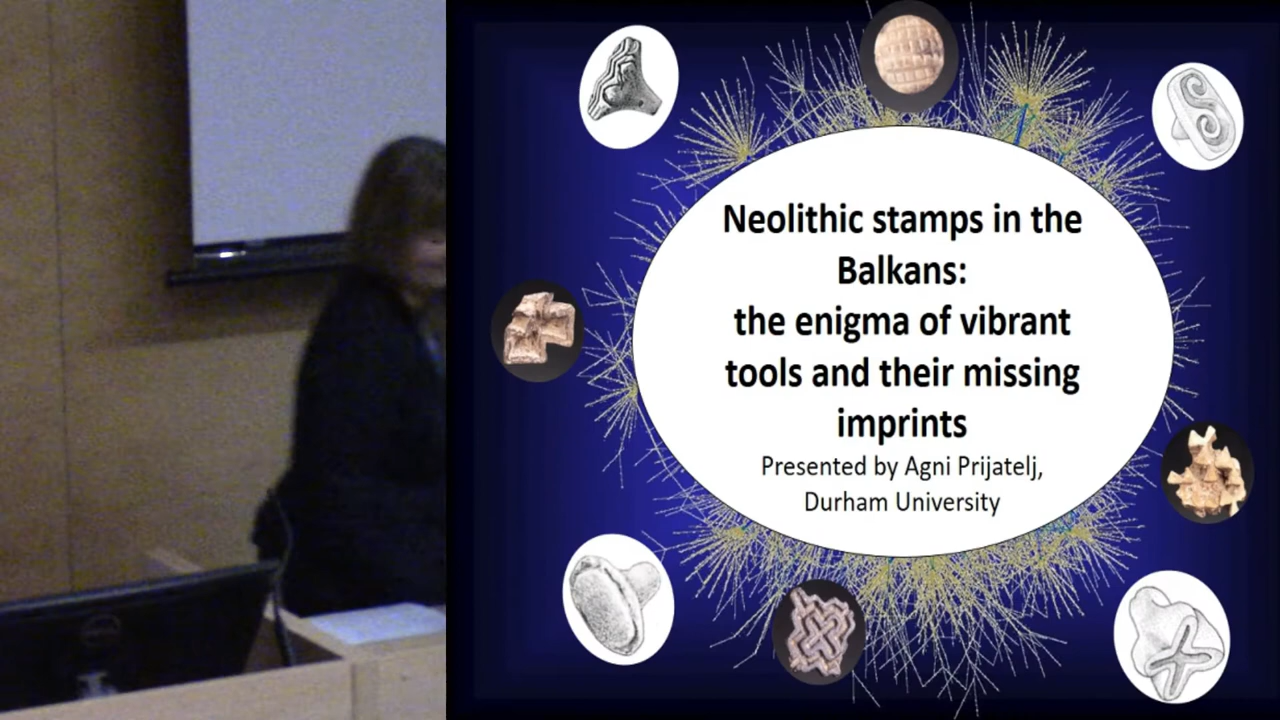 Neolithic stamps in the
Balkans:
the enigma of vibrant
tools and their missing
imprints
Presented by Agni Prijatelj,
Durham University